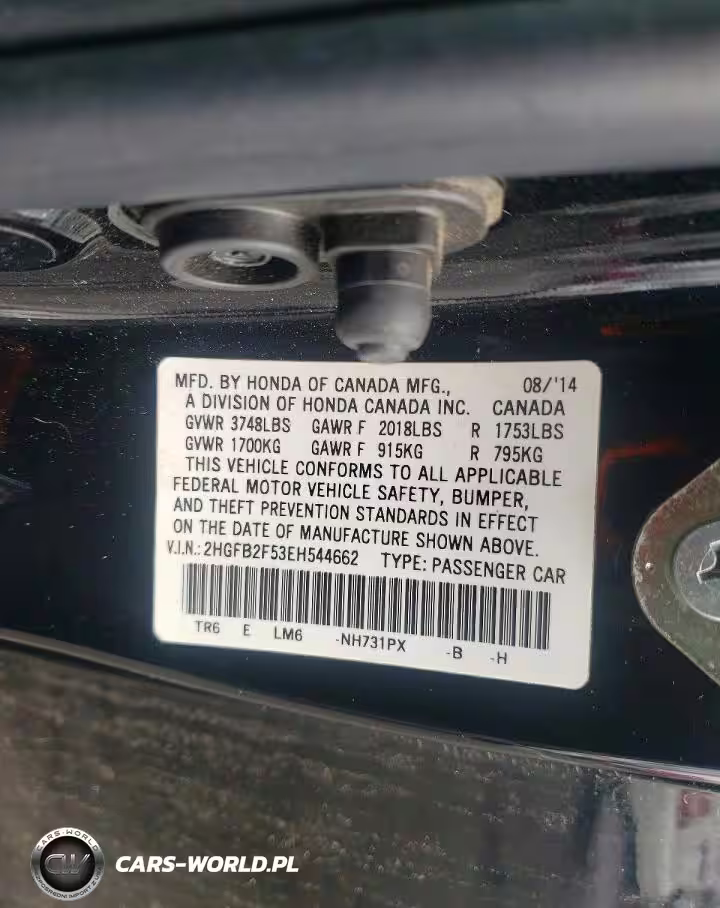 MFD. BY HONDA OF CANADA MFG., 08/'14
A DIVISION OF HONDA CANADA INC. CANADA
GVWR 3748LBS GAWR F 2018LBS R 1753LBS
GVWR 1700KG GAWR F 915KG R 795KG
THIS VEHICLE CONFORMS TO ALL APPLICABLE
FEDERAL MOTOR VEHICLE SAFETY, BUMPER,
AND THEFT PREVENTION STANDARDS IN EFFECT
ON THE DATE OF MANUFACTURE SHOWN ABOVE.
V.I.N.: 2HGFB2F53EH544662 TYPE: PASSENGER CAR
TR6 E LM6 -NH731PX -B -H
CARS-WORLD
CW
CARS-WORLD.PL